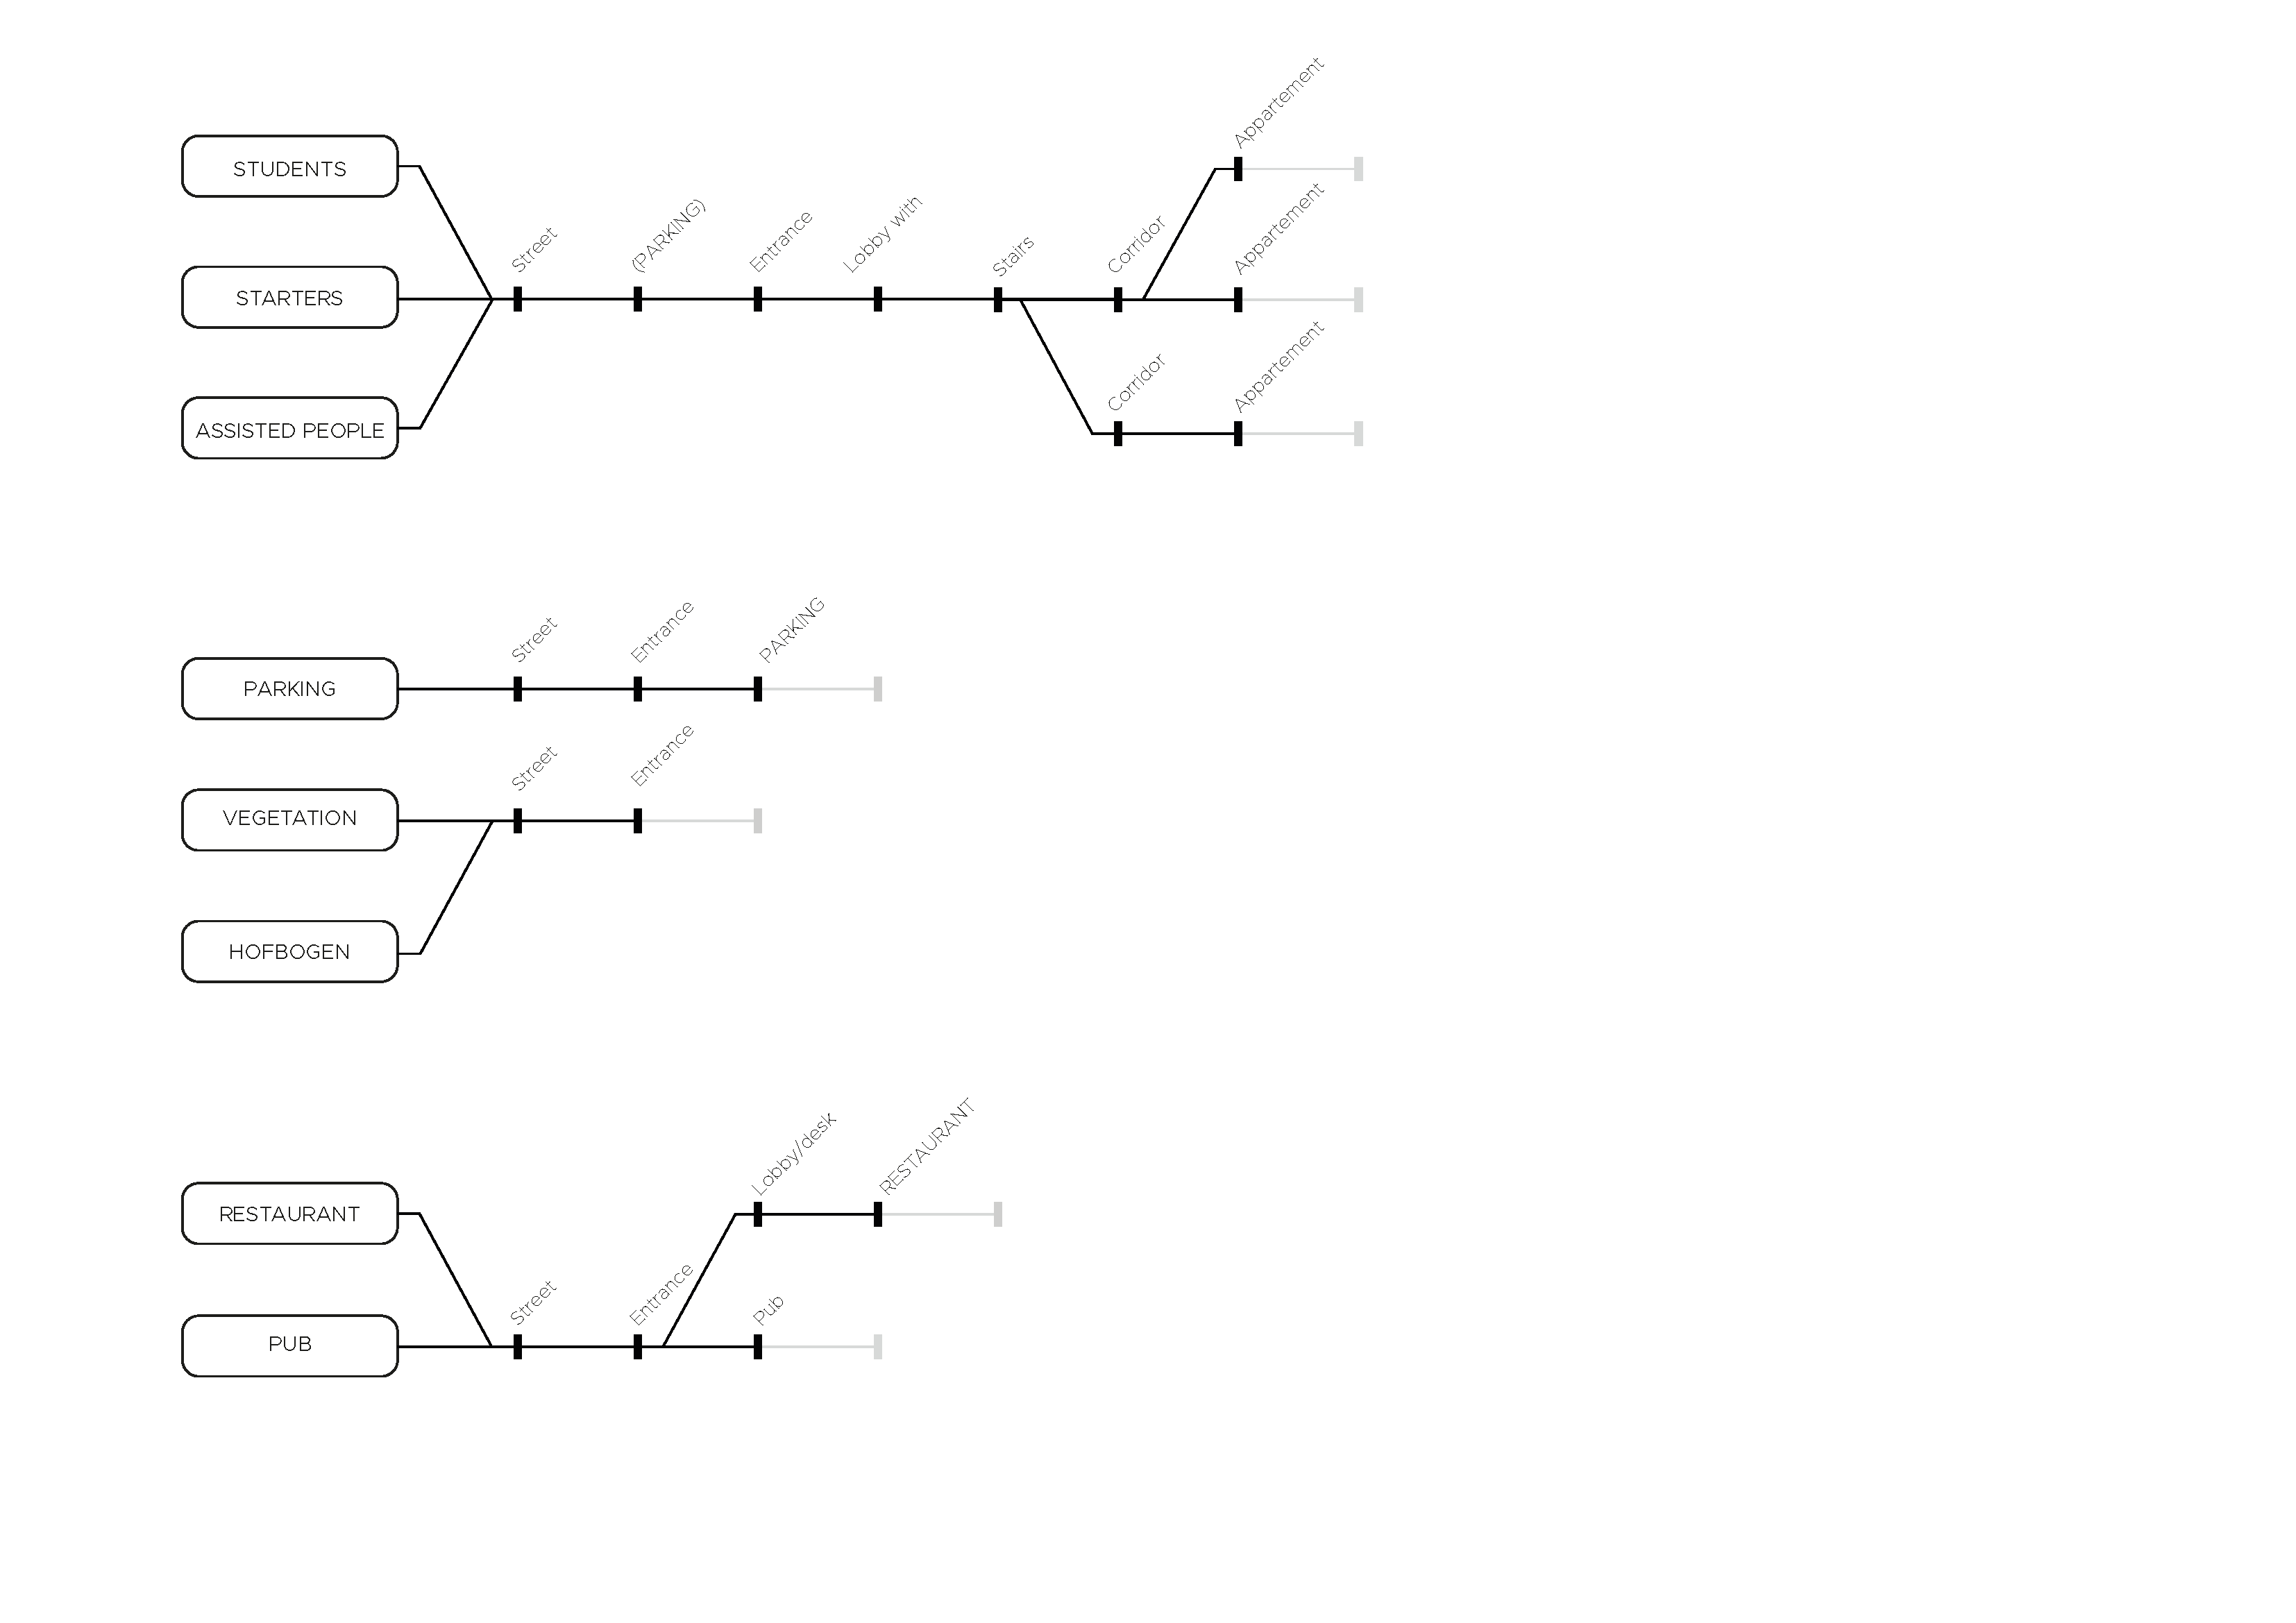 Appartement
STUDENTS
Street
(PARKING)
Entrance
Lobby with
Stairs
Corridor
Appartement
STARTERS
Corridor
Appartement
ASSISTED PEOPLE
Street
Entrance
PARKING
PARKING
Street
Entrance
VEGETATION
HOFBOGEN
Lobby/desk
RESTAURANT
RESTAURANT
Street
Entrance
Pub
PUB